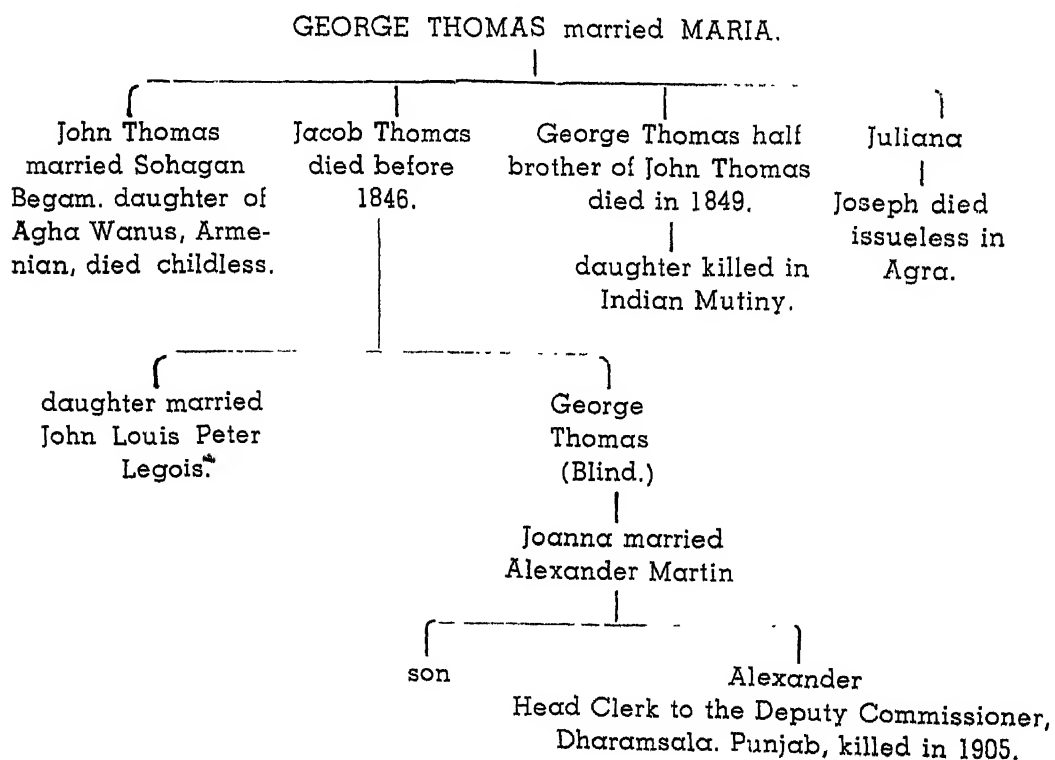 GEORGE THOMAS married MARIA.
John Thomas
married Sohagan
Begam. daughter of
Agha Wanus, Arme-
nian, died childless.
Jacob Thomas
died before
1846.
George Thomas half
brother of John Thomas
died in 1849.
daughter killed in
Indian Mutiny.
Juliana
Joseph died
issueless in
Agra.
daughter married
John Louis Peter
Legois.*
George
Thomas
(Blind.)
Joanna married
Alexander Martin
son
Alexander
Head Clerk to the Deputy Commissioner,
Dharamsala. Punjab, killed in 1905.